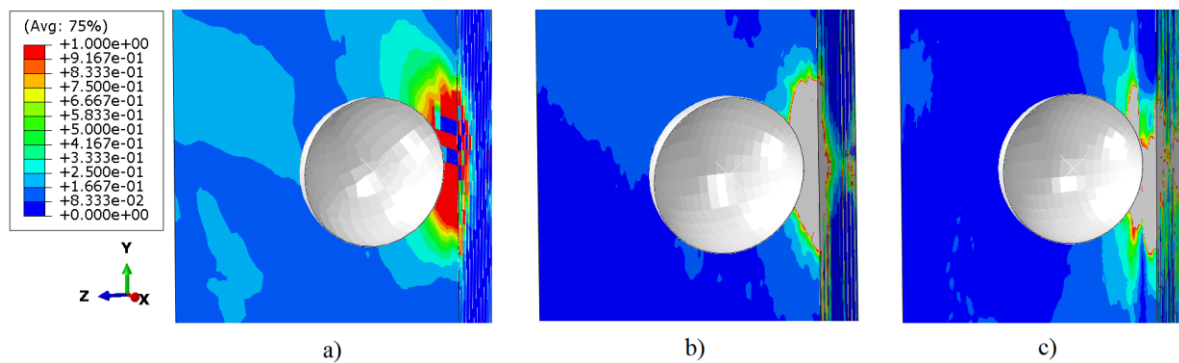 (Avg: 75%)
+1.000e+00
+9.167e-01
+8.333e-01
+7.500e-01
+6.667e-01
+5.833e-01
+5.000e-01
+4.167e-01
+3.333e-01
+2.500e-01
+1.667e-01
+8.333e-02
+0.000e+00
Y
Z X
a) b) c)